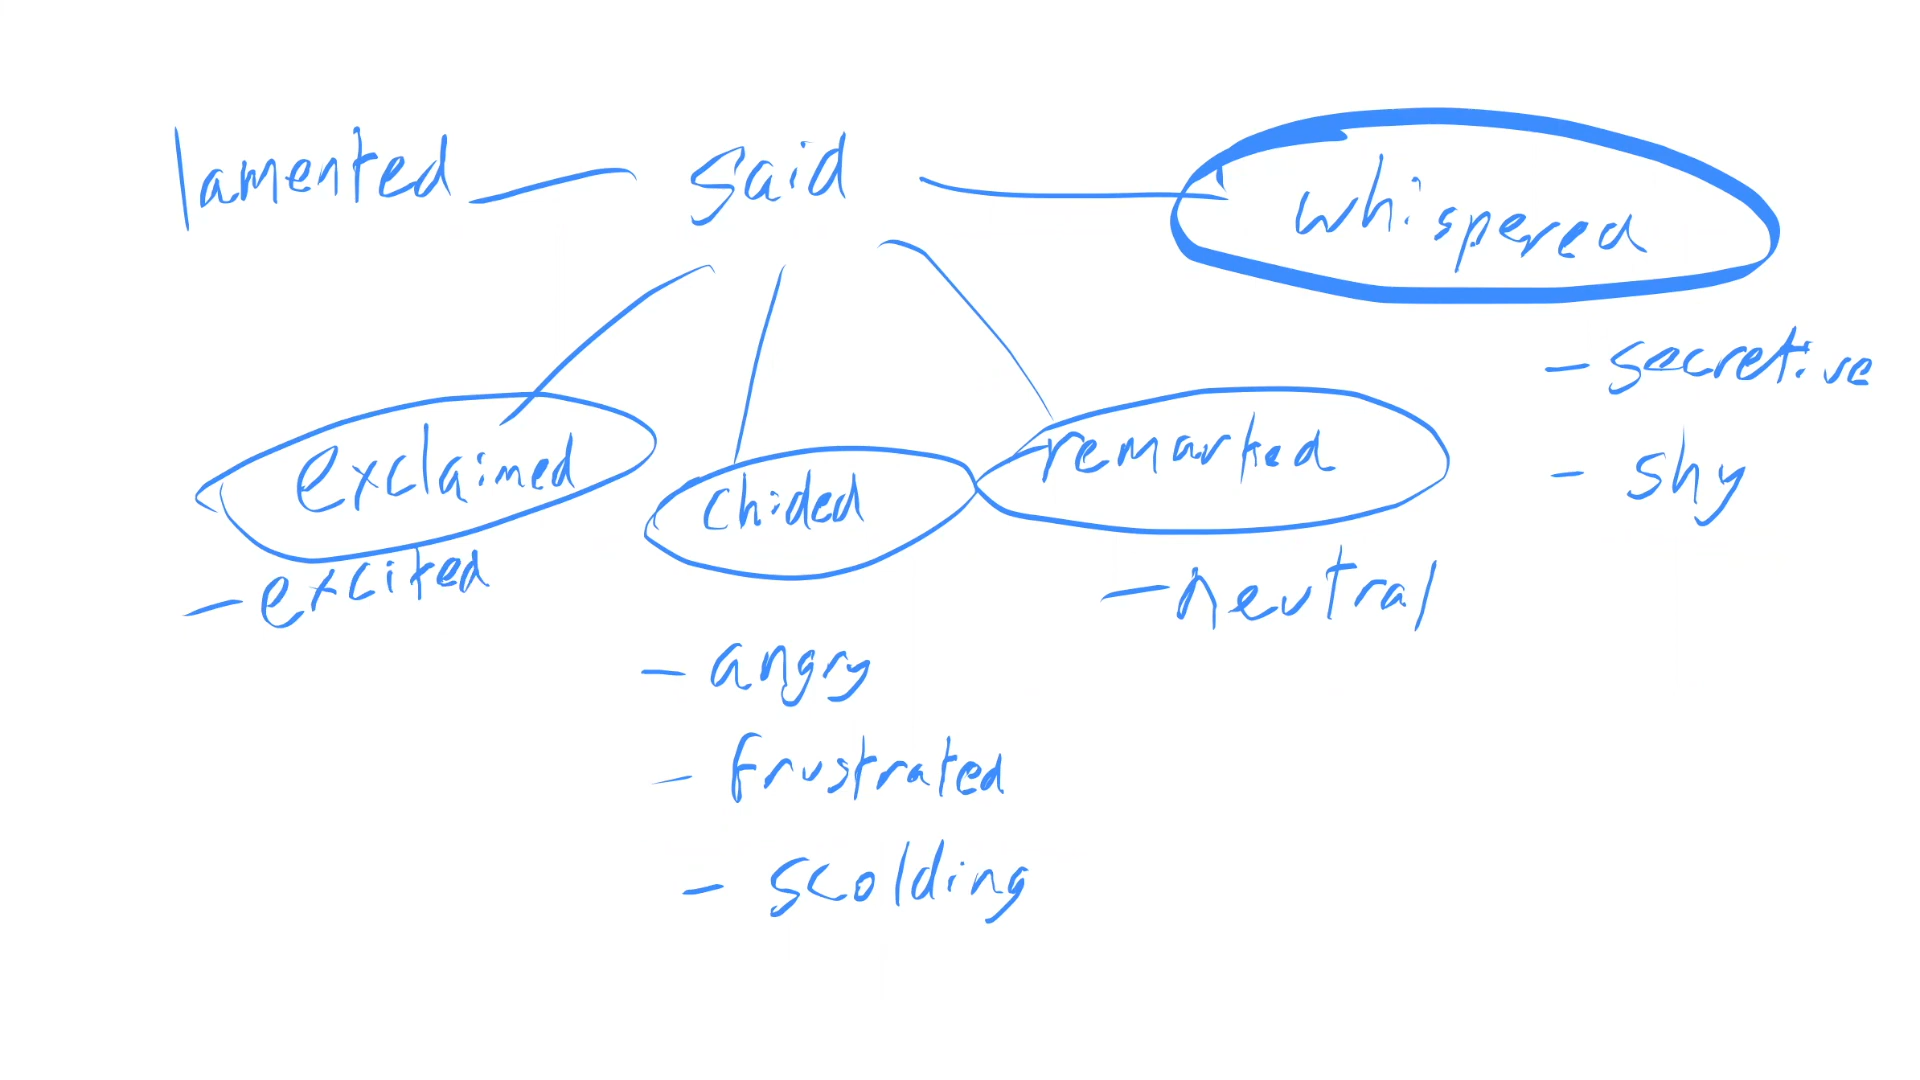 lamented said whispered
- secretive
- shy
exclaimed chided remarked
- excited
- neutral
- angry
- frustrated
- scolding